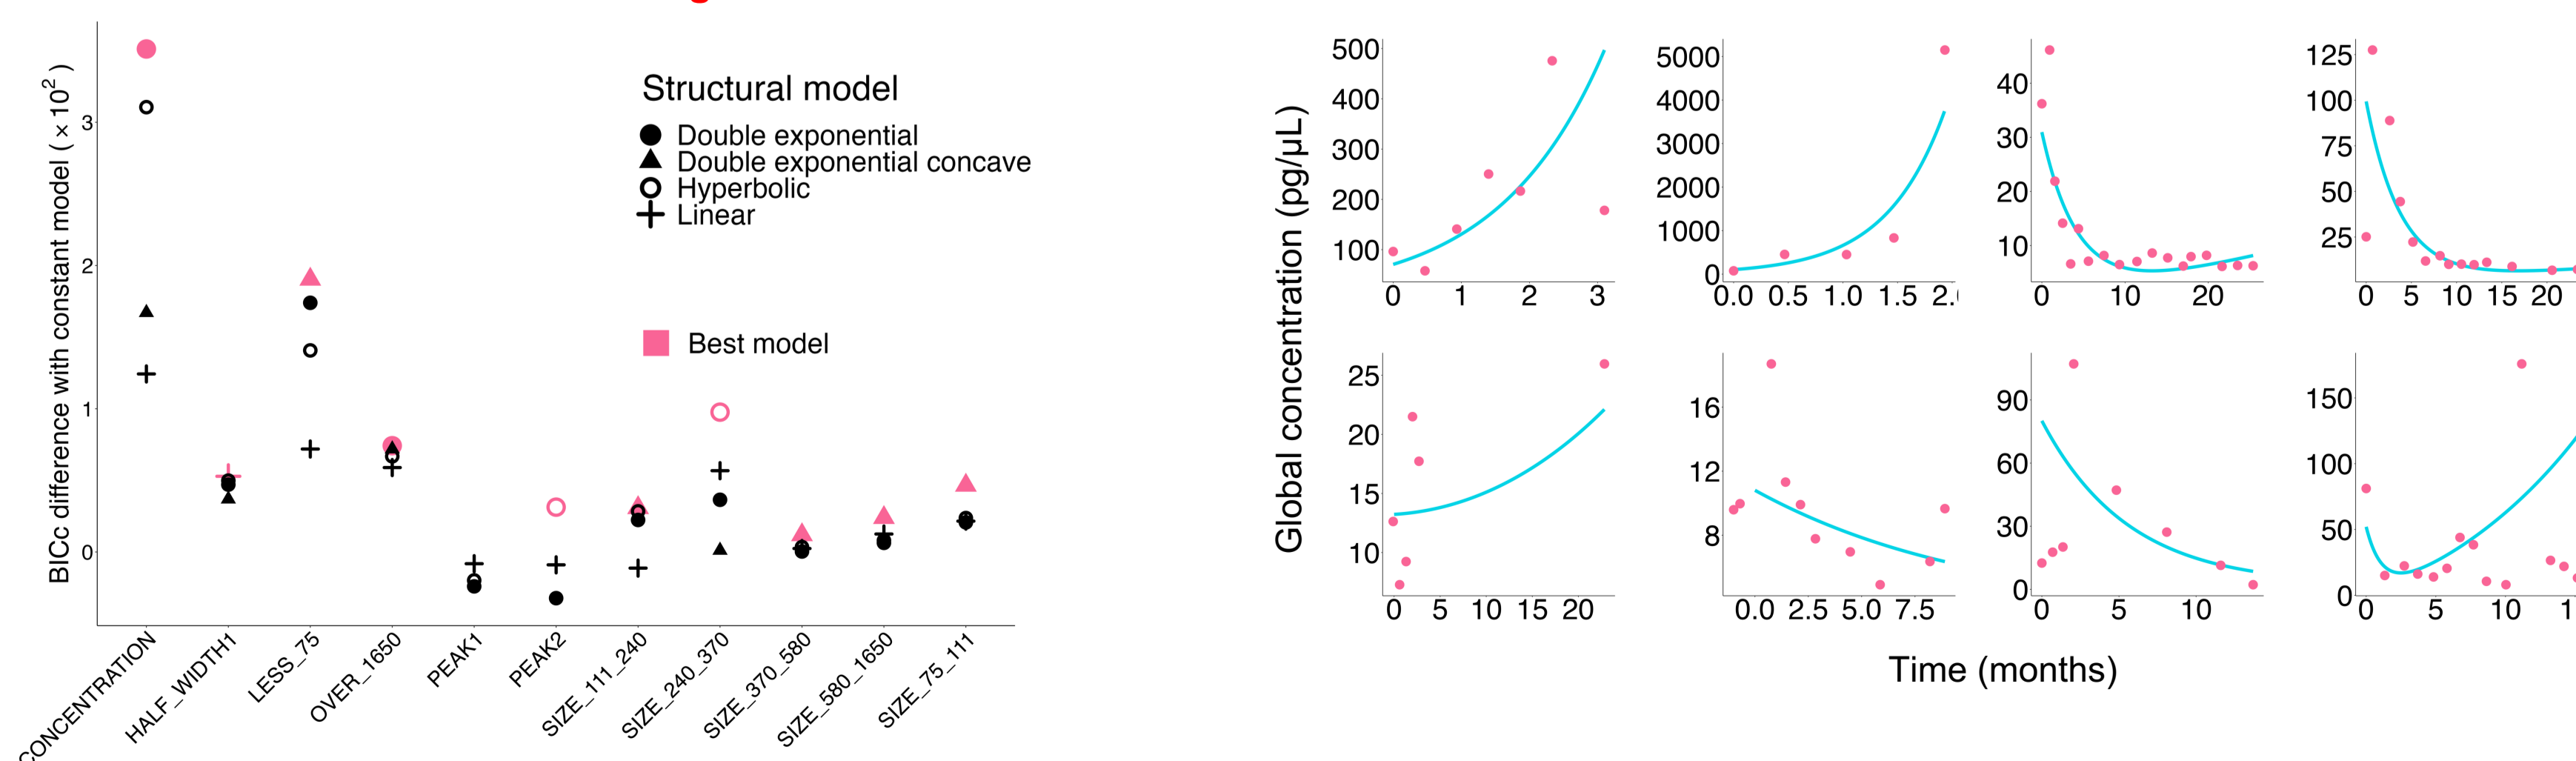 BICc difference with constant model ( × 10²)
3
2
1
0
Structural model
Double exponential
Double exponential concave
Hyperbolic
Linear
Best model
CONCENTRATION
HALF_WIDTH1
LESS_75
OVER_1650
PEAK1
PEAK2
SIZE_111_240
SIZE_240_370
SIZE_370_580
SIZE_580_1650
SIZE_75_111
Global concentration (pg/µL)
500
400
300
200
100
0 1 2 3
5000
4000
3000
2000
1000
0
0.0 0.5 1.0 1.5 2.0
40
30
20
10
0 10 20
125
100
75
50
25
0 5 10 15 20
25
20
15
10
0 5 10 15 20
16
12
8
0.0 2.5 5.0 7.5
90
60
30
0
0 5 10
150
100
50
0
0 5 10
Time (months)